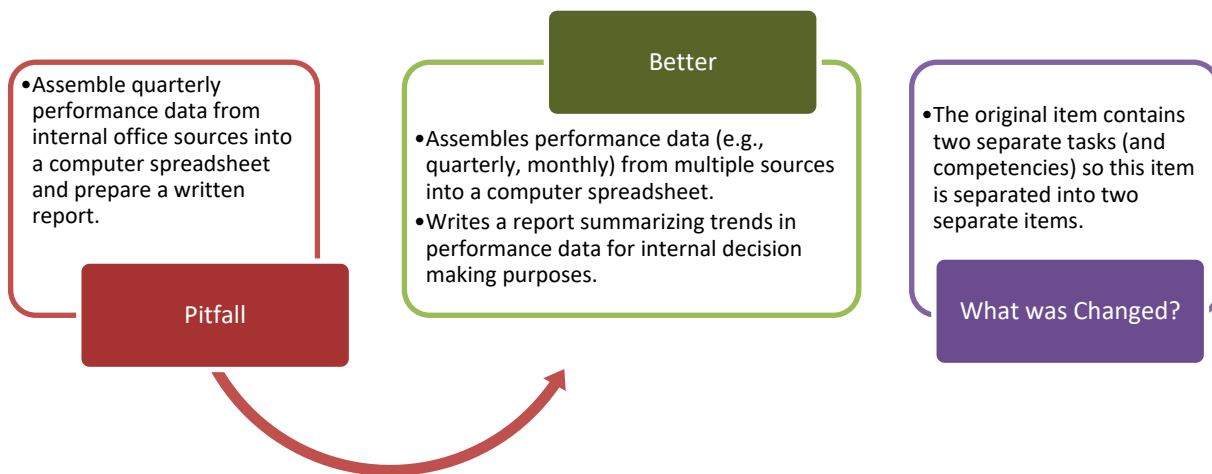 •Assemble quarterly
performance data from
internal office sources into
a computer spreadsheet
and prepare a written
report.
Pitfall
Better
•Assembles performance data (e.g.,
quarterly, monthly) from multiple sources
into a computer spreadsheet.
•Writes a report summarizing trends in
performance data for internal decision
making purposes.
•The original item contains
two separate tasks (and
competencies) so this item
is separated into two
separate items.
What was Changed?